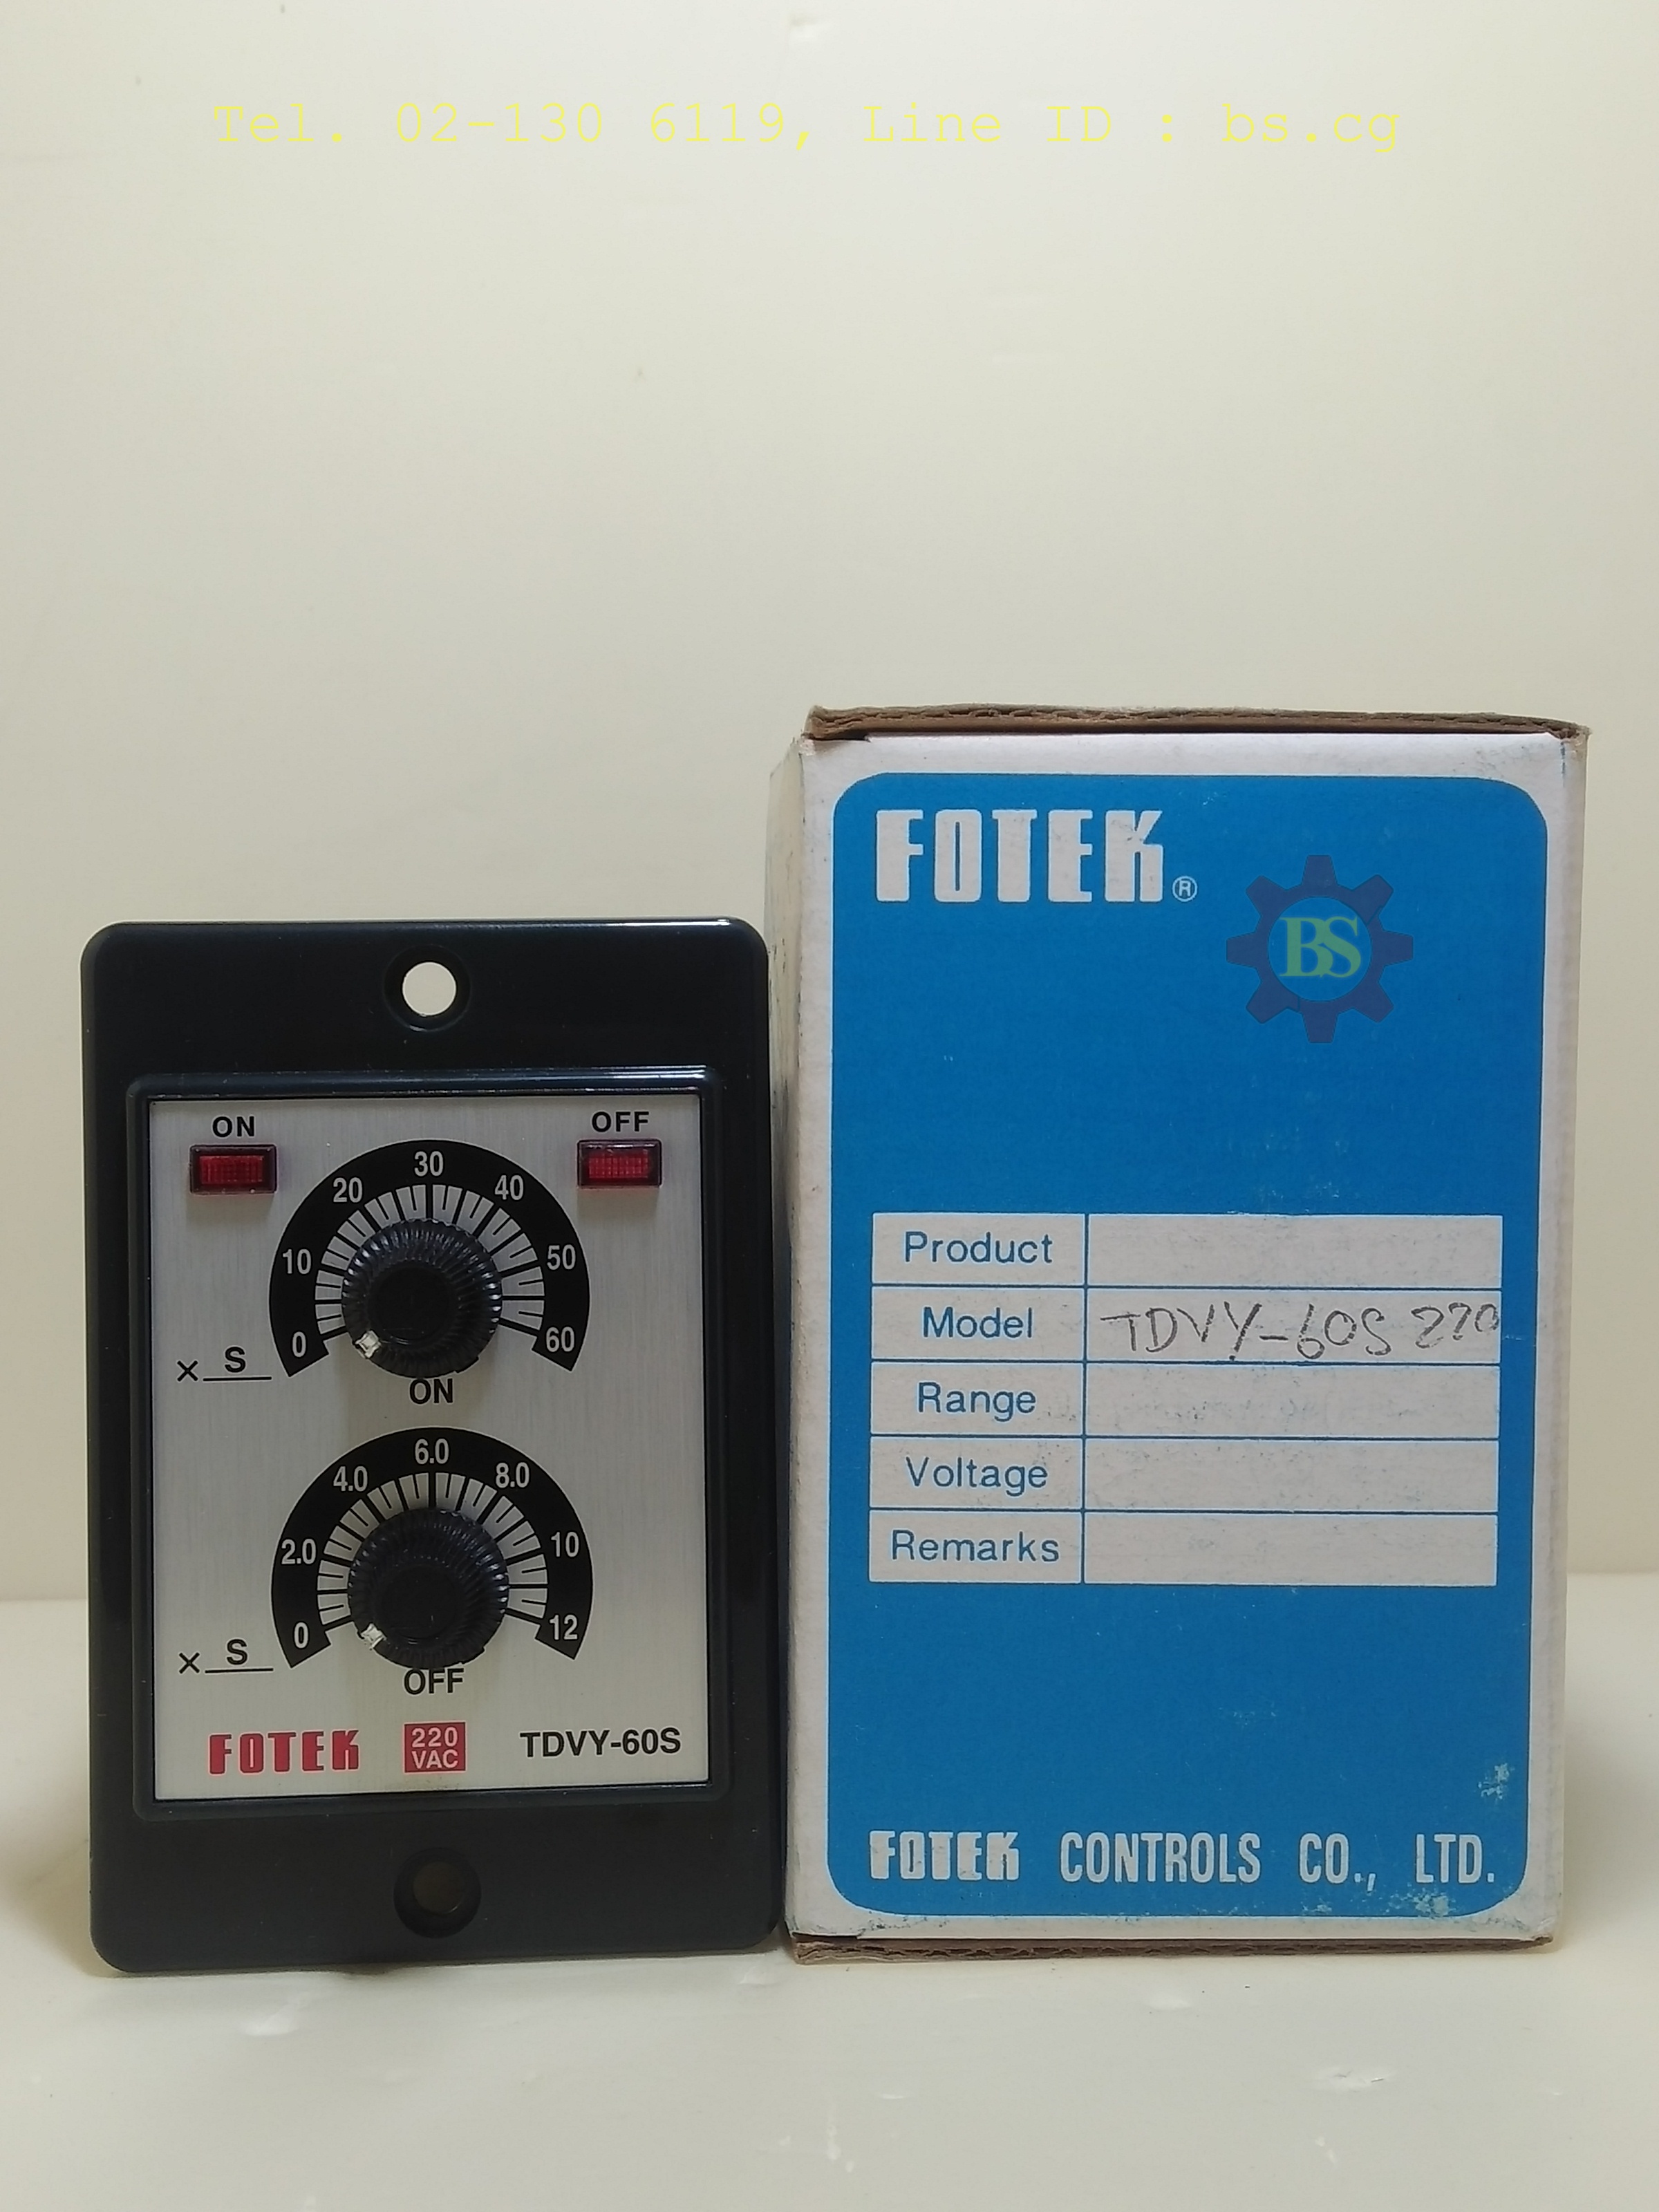 Tel. 02-130 6119, Line ID : bs.cg
FOTEK®
BS
Product
Model TDVY-60S 220
Range
Voltage
Remarks
FOTEK CONTROLS CO., LTD.
ON OFF
0 10 20 30 40 50 60
× S
ON
0 2.0 4.0 6.0 8.0 10 12
× S
OFF
FOTEK 220 VAC TDVY-60S